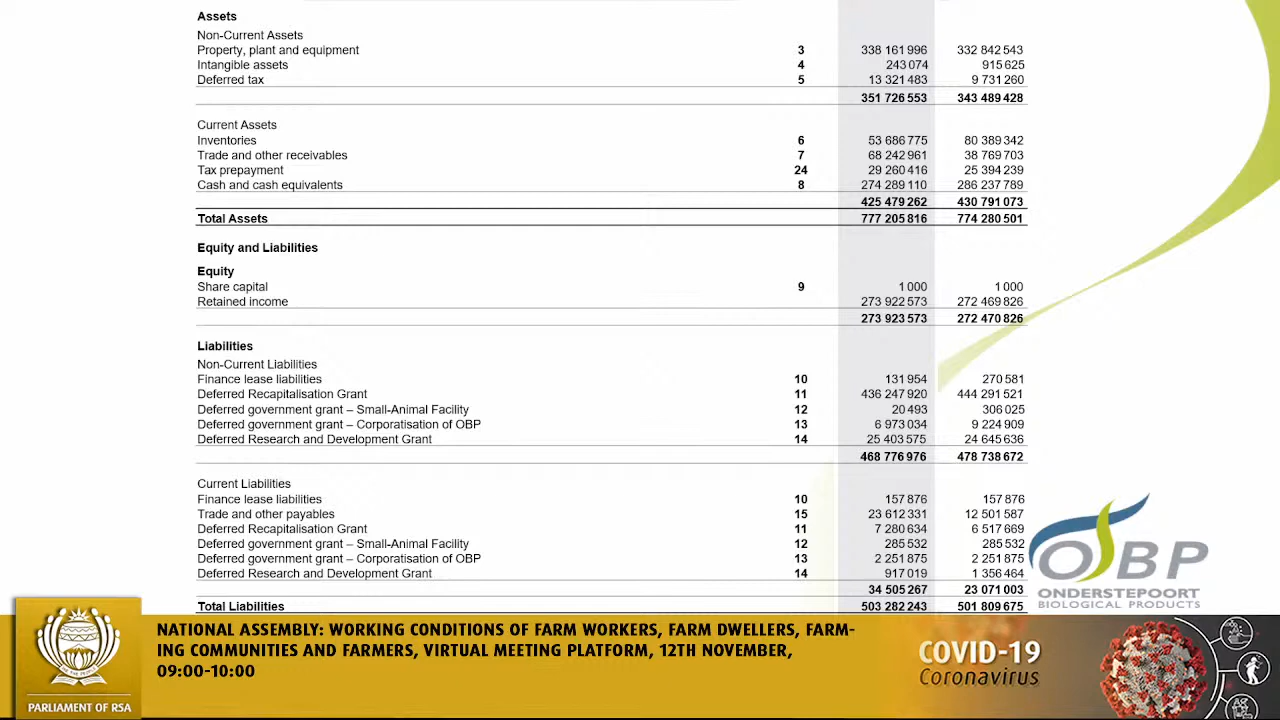 Assets
Non-Current Assets
Property, plant and equipment 3 338 161 996 332 842 543
Intangible assets 4 243 074 915 625
Deferred tax 5 13 321 483 9 731 260
351 726 553 343 489 428
Current Assets
Inventories 6 53 686 775 80 389 342
Trade and other receivables 7 68 242 961 38 769 703
Tax prepayment 24 29 260 416 25 394 239
Cash and cash equivalents 8 274 289 110 286 237 789
425 479 262 430 791 073
Total Assets 777 205 816 774 280 501
Equity and Liabilities
Equity
Share capital 9 1 000 1 000
Retained income 273 922 573 272 469 826
273 923 573 272 470 826
Liabilities
Non-Current Liabilities
Finance lease liabilities 10 131 954 270 581
Deferred Recapitalisation Grant 11 436 247 920 444 291 521
Deferred government grant – Small-Animal Facility 12 20 493 306 025
Deferred government grant – Corporatisation of OBP 13 6 973 034 9 224 909
Deferred Research and Development Grant 14 25 403 575 24 645 636
468 776 976 478 738 672
Current Liabilities
Finance lease liabilities 10 157 876 157 876
Trade and other payables 15 23 612 331 12 501 587
Deferred Recapitalisation Grant 11 7 280 634 6 517 669
Deferred government grant – Small-Animal Facility 12 285 532 285 532
Deferred government grant – Corporatisation of OBP 13 2 251 875 2 251 875
Deferred Research and Development Grant 14 917 019 1 356 464
34 505 267 23 071 003
Total Liabilities 503 282 243 501 809 675
OBP
ONDERSTEPOORT
BIOLOGICAL PRODUCTS
NATIONAL ASSEMBLY: WORKING CONDITIONS OF FARM WORKERS, FARM DWELLERS, FARM-
ING COMMUNITIES AND FARMERS, VIRTUAL MEETING PLATFORM, 12TH NOVEMBER,
09:00-10:00
PARLIAMENT OF RSA
COVID-19
Coronavirus